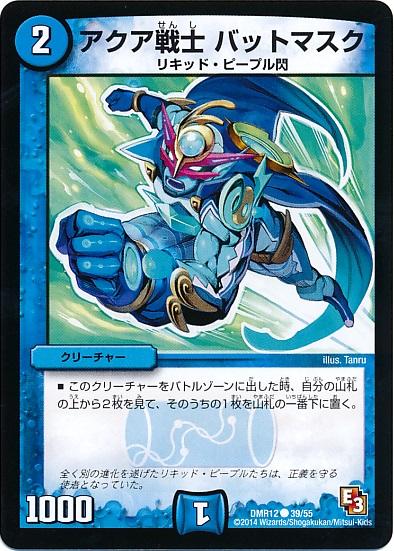 2
せんし
アクア戦士 バットマスク
リキッド・ピープル閃
illus. Tanru
クリーチャー
■ このクリーチャーをバトルゾーンに出した時、自分の山札
の上から2枚を見て、そのうちの1枚を山札の一番下に置く。
全く別の進化を遂げたリキッド・ピープルたちは、正義を守る
使徒となっていた。
1000
1
DMR12 ● 39/55
©2014 Wizards/Shogakukan/Mitsui-Kids
E3